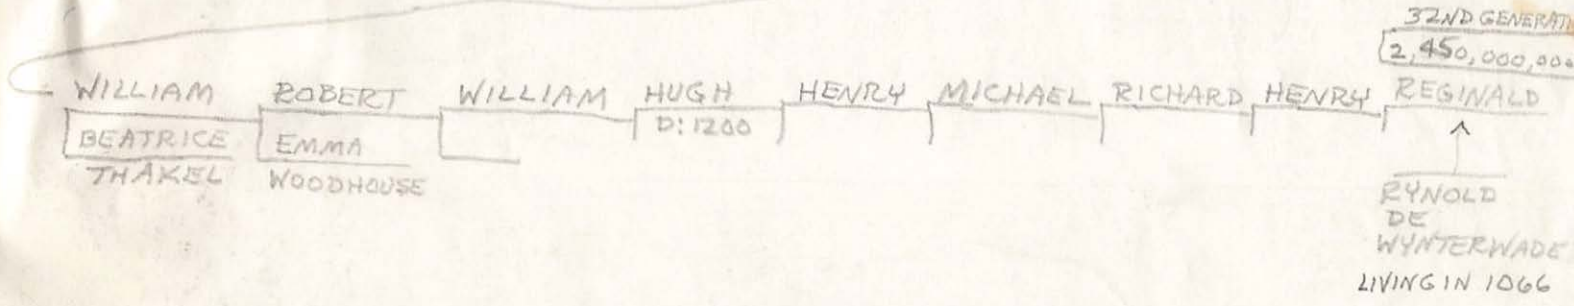 32ND GENERATI
2,450,000,000
WILLIAM ROBERT WILLIAM HUGH HENRY MICHAEL RICHARD HENRY REGINALD
BEATRICE EMMA D:1200
THAKEL WOODHOUSE
RYNOLD
DE
WYNTERWADE
LIVING IN 1066